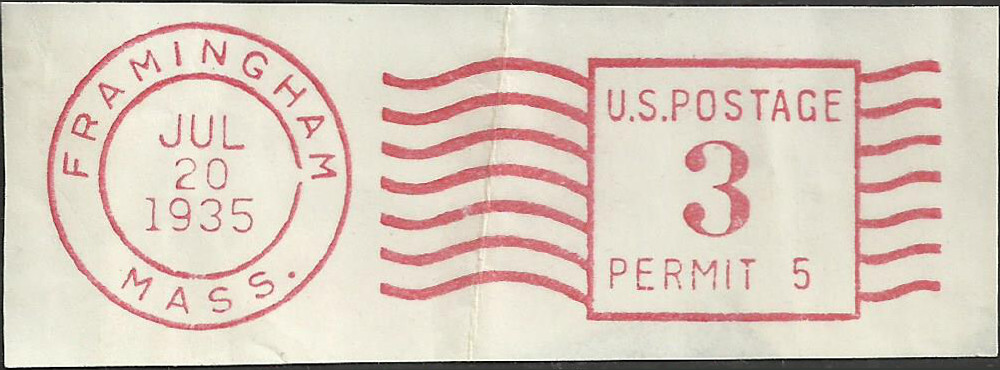 FRAMINGHAM
JUL
20
1935
MASS.
U.S.POSTAGE
3
PERMIT 5